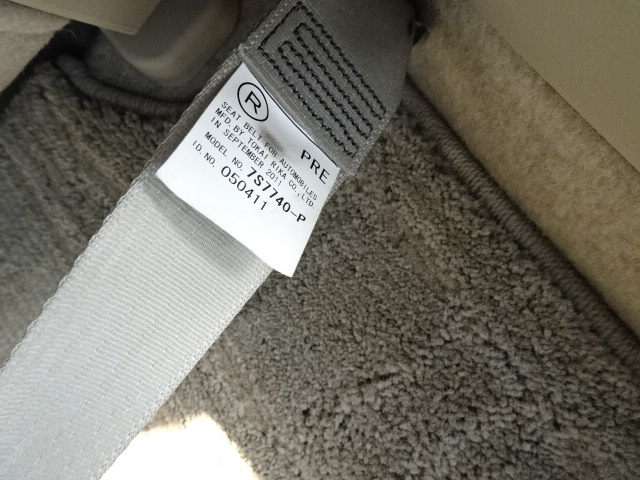 Ⓡ PRE
SEAT BELT FOR AUTOMOBILES
MFD.BY TOKAI RIKA CO.,LTD.
IN SEPTEMBER 2011
MODEL NO. 7S7740-P
ID.NO. 050411